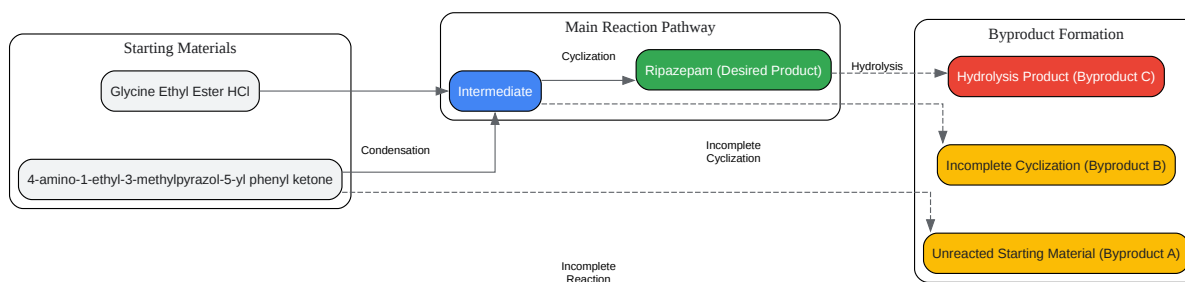 Starting Materials
Glycine Ethyl Ester HCl
4-amino-1-ethyl-3-methylpyrazol-5-yl phenyl ketone
Condensation
Main Reaction Pathway
Intermediate
Cyclization
Ripazepam (Desired Product)
Hydrolysis
Incomplete
Cyclization
Incomplete
Reaction
Byproduct Formation
Hydrolysis Product (Byproduct C)
Incomplete Cyclization (Byproduct B)
Unreacted Starting Material (Byproduct A)